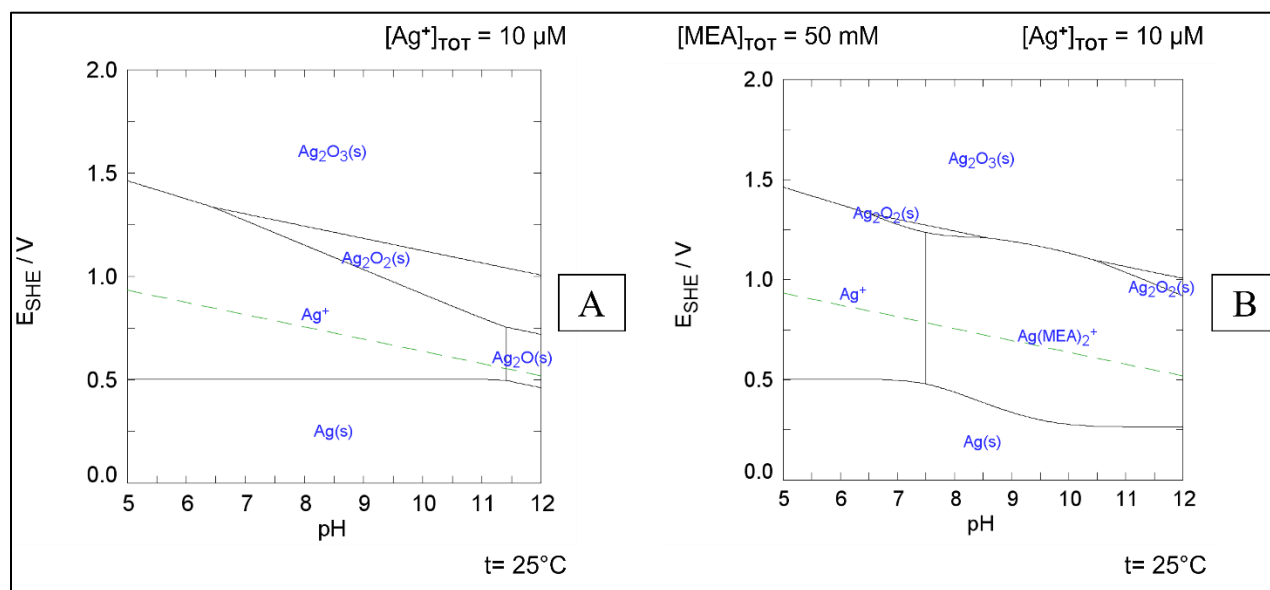 [Ag⁺]TOT = 10 µM
2.0
1.5
1.0
0.5
0.0
E_SHE / V
Ag₂O₃(s)
Ag₂O₂(s)
Ag⁺
Ag₂O(s)
Ag(s)
5 6 7 8 9 10 11 12
pH
t= 25°C
A
[MEA]TOT = 50 mM [Ag⁺]TOT = 10 µM
2.0
1.5
1.0
0.5
0.0
E_SHE / V
Ag₂O₃(s)
Ag₂O₂(s)
Ag⁺
Ag₂O₂(s)
Ag(MEA)₂⁺
Ag(s)
5 6 7 8 9 10 11 12
pH
t= 25°C
B